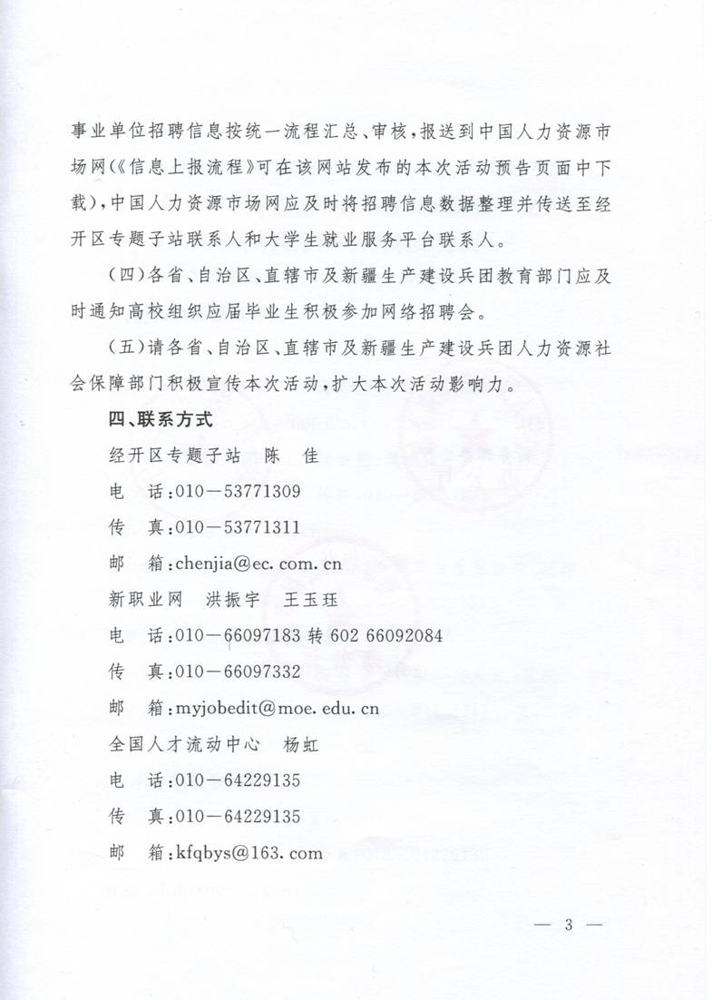 事业单位招聘信息按统一流程汇总、审核,报送到中国人力资源市
场网(《信息上报流程》可在该网站发布的本次活动预告页面中下
载),中国人力资源市场网应及时将招聘信息数据整理并传送至经
开区专题子站联系人和大学生就业服务平台联系人。
(四)各省、自治区、直辖市及新疆生产建设兵团教育部门应及
时通知高校组织应届毕业生积极参加网络招聘会。
(五)请各省、自治区、直辖市及新疆生产建设兵团人力资源社
会保障部门积极宣传本次活动,扩大本次活动影响力。
四、联系方式
经开区专题子站 陈 佳
电 话:010-53771309
传 真:010-53771311
邮 箱:chenjia@ec.com.cn
新职业网 洪振宇 王玉珏
电 话:010-66097183 转 602 66092084
传 真:010-66097332
邮 箱:myjobedit@moe.edu.cn
全国人才流动中心 杨虹
电 话:010-64229135
传 真:010-64229135
邮 箱:kfqbys@163.com
— 3 —